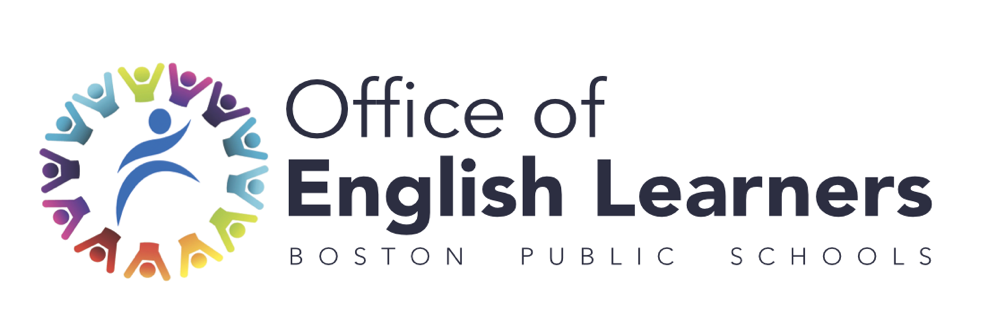 Office of
English Learners
BOSTON PUBLIC SCHOOLS